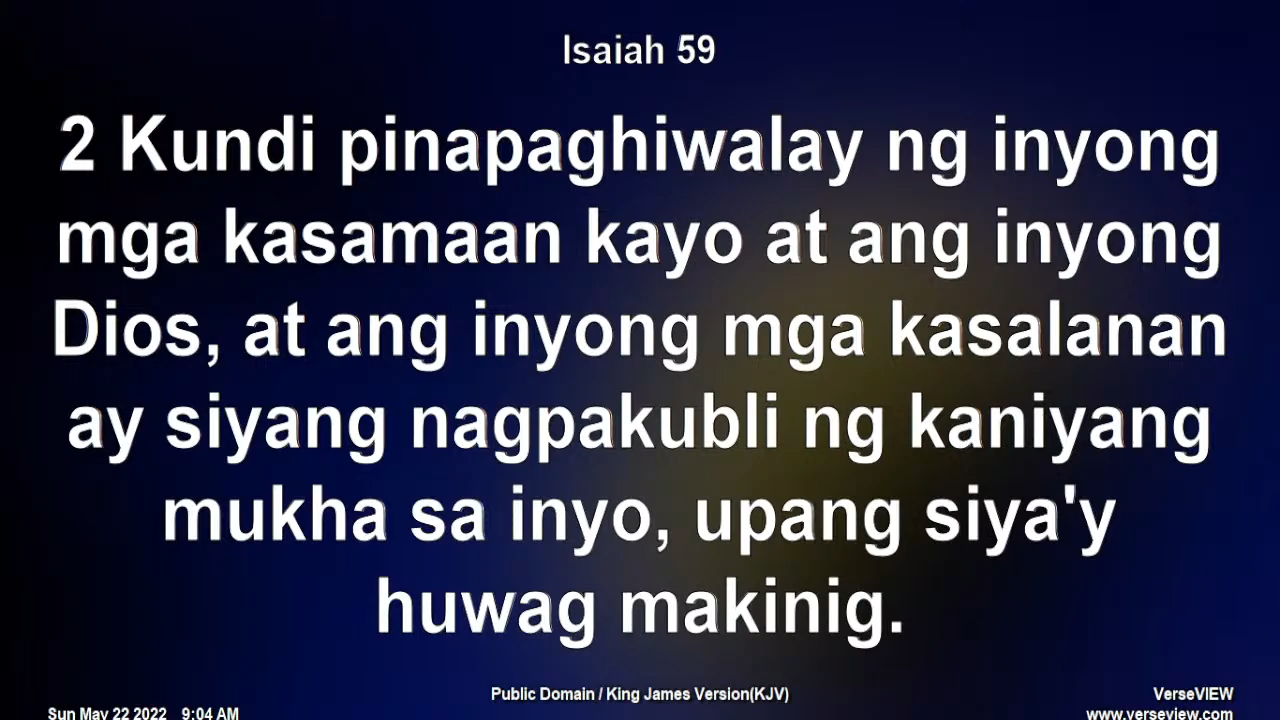 Isaiah 59
2 Kundi pinapaghiwalay ng inyong
mga kasamaan kayo at ang inyong
Dios, at ang inyong mga kasalanan
ay siyang nagpakubli ng kaniyang
mukha sa inyo, upang siya'y
huwag makinig.
Public Domain / King James Version(KJV)
VerseVIEW
Sun May 22 2022 9:04 AM
www.verseview.com